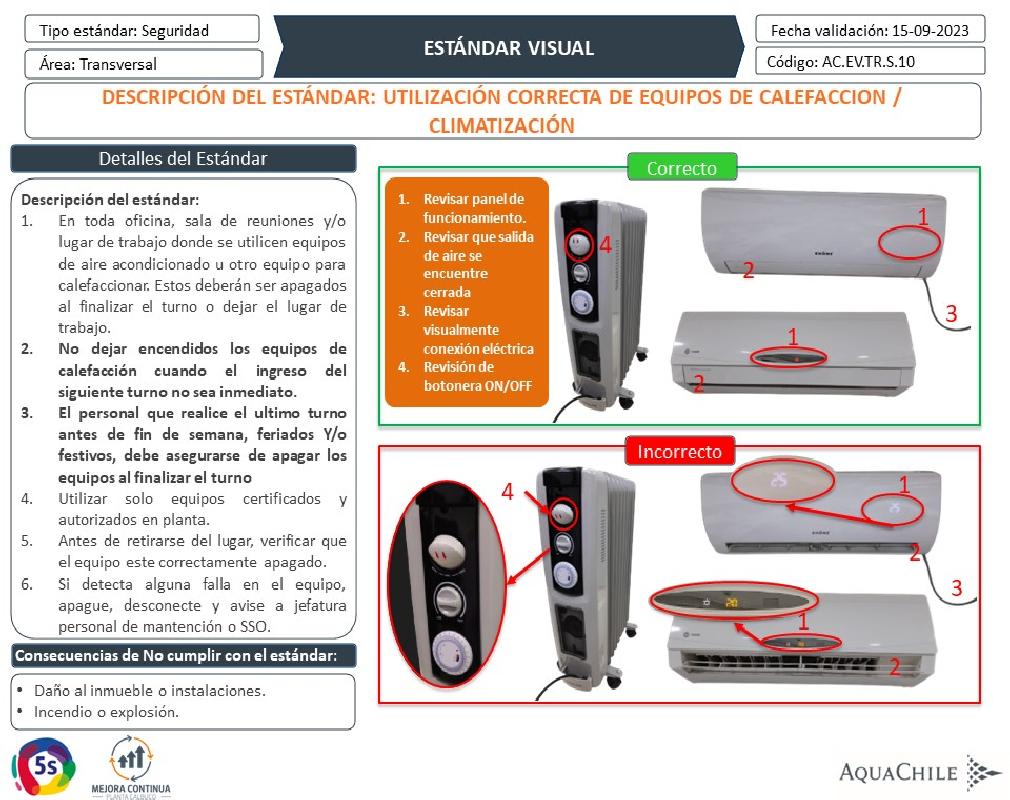 Tipo estándar: Seguridad
Área: Transversal
ESTÁNDAR VISUAL
Fecha validación: 15-09-2023
Código: AC.EV.TR.S.10
DESCRIPCIÓN DEL ESTÁNDAR: UTILIZACIÓN CORRECTA DE EQUIPOS DE CALEFACCION /
CLIMATIZACIÓN
Detalles del Estándar
Descripción del estándar:
1. En toda oficina, sala de reuniones y/o
lugar de trabajo donde se utilicen equipos
de aire acondicionado u otro equipo para
calefaccionar. Estos deberán ser apagados
al finalizar el turno o dejar el lugar de
trabajo.
2. No dejar encendidos los equipos de
calefacción cuando el ingreso del
siguiente turno no sea inmediato.
3. El personal que realice el ultimo turno
antes de fin de semana, feriados Y/o
festivos, debe asegurarse de apagar los
equipos al finalizar el turno
4. Utilizar solo equipos certificados y
autorizados en planta.
5. Antes de retirarse del lugar, verificar que
el equipo este correctamente apagado.
6. Si detecta alguna falla en el equipo,
apague, desconecte y avise a jefatura
personal de mantención o SSO.
Consecuencias de No cumplir con el estándar:
• Daño al inmueble o instalaciones.
• Incendio o explosión.
5s
MEJORA CONTINUA
PLANTA CALBUCO
Correcto
1. Revisar panel de
funcionamiento.
2. Revisar que salida
de aire se
encuentre
cerrada
3. Revisar
visualmente
conexión eléctrica
4. Revisión de
botonera ON/OFF
4
1
2
3
1
2
Incorrecto
4
25
1
25
2
3
20
1
2
AQUACHILE